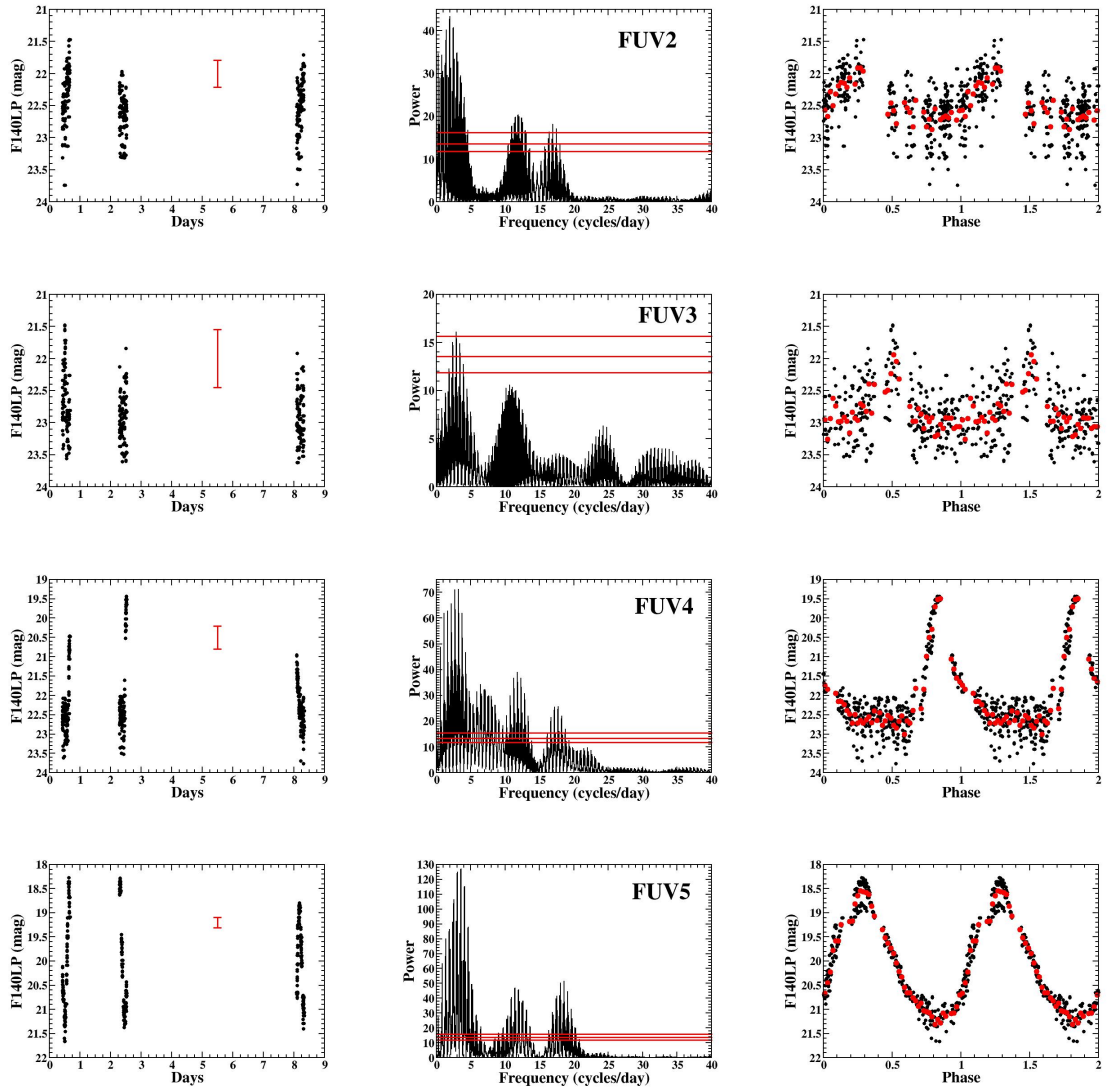 21
21.5
22
22.5
23
23.5
24
0 1 2 3 4 5 6 7 8 9
F140LP (mag)
Days
FUV2
0
10
20
30
40
0 5 10 15 20 25 30 35 40
Power
Frequency (cycles/day)
21
21.5
22
22.5
23
23.5
24
0 0.5 1 1.5 2
F140LP (mag)
Phase
21
21.5
22
22.5
23
23.5
24
0 1 2 3 4 5 6 7 8 9
F140LP (mag)
Days
FUV3
0
5
10
15
20
0 5 10 15 20 25 30 35 40
Power
Frequency (cycles/day)
21
21.5
22
22.5
23
23.5
24
0 0.5 1 1.5 2
F140LP (mag)
Phase
19
19.5
20
20.5
21
21.5
22
22.5
23
23.5
24
0 1 2 3 4 5 6 7 8 9
F140LP (mag)
Days
FUV4
0
10
20
30
40
50
60
70
0 5 10 15 20 25 30 35 40
Power
Frequency (cycles/day)
19
19.5
20
20.5
21
21.5
22
22.5
23
23.5
24
0 0.5 1 1.5 2
F140LP (mag)
Phase
18
18.5
19
19.5
20
20.5
21
21.5
22
0 1 2 3 4 5 6 7 8 9
F140LP (mag)
Days
FUV5
0
10
20
30
40
50
60
70
80
90
100
110
120
130
0 5 10 15 20 25 30 35 40
Power
Frequency (cycles/day)
18
18.5
19
19.5
20
20.5
21
21.5
22
0 0.5 1 1.5 2
F140LP (mag)
Phase